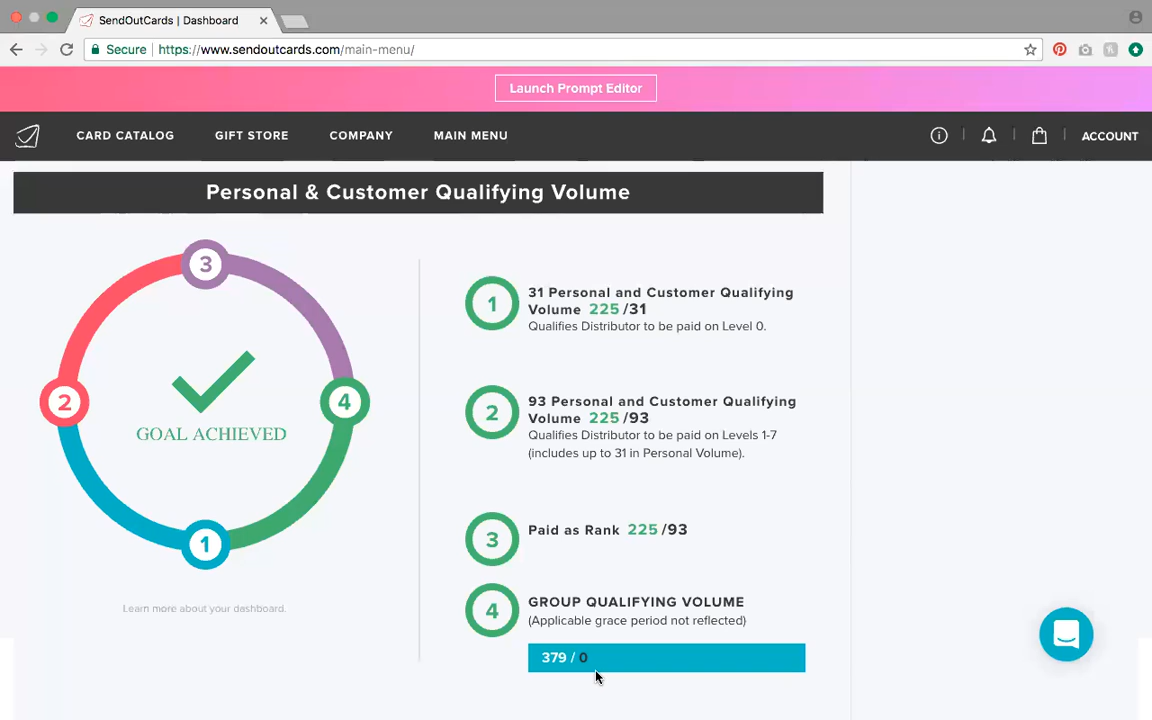 SendOutCards | Dashboard
Secure https://www.sendoutcards.com/main-menu/
Launch Prompt Editor
CARD CATALOG GIFT STORE COMPANY MAIN MENU ACCOUNT
Personal & Customer Qualifying Volume
3
2
4
1
GOAL ACHIEVED
Learn more about your dashboard.
1
31 Personal and Customer Qualifying
Volume 225 /31
Qualifies Distributor to be paid on Level 0.
2
93 Personal and Customer Qualifying
Volume 225 /93
Qualifies Distributor to be paid on Levels 1-7
(includes up to 31 in Personal Volume).
3
Paid as Rank 225 /93
4
GROUP QUALIFYING VOLUME
(Applicable grace period not reflected)
379 / 0